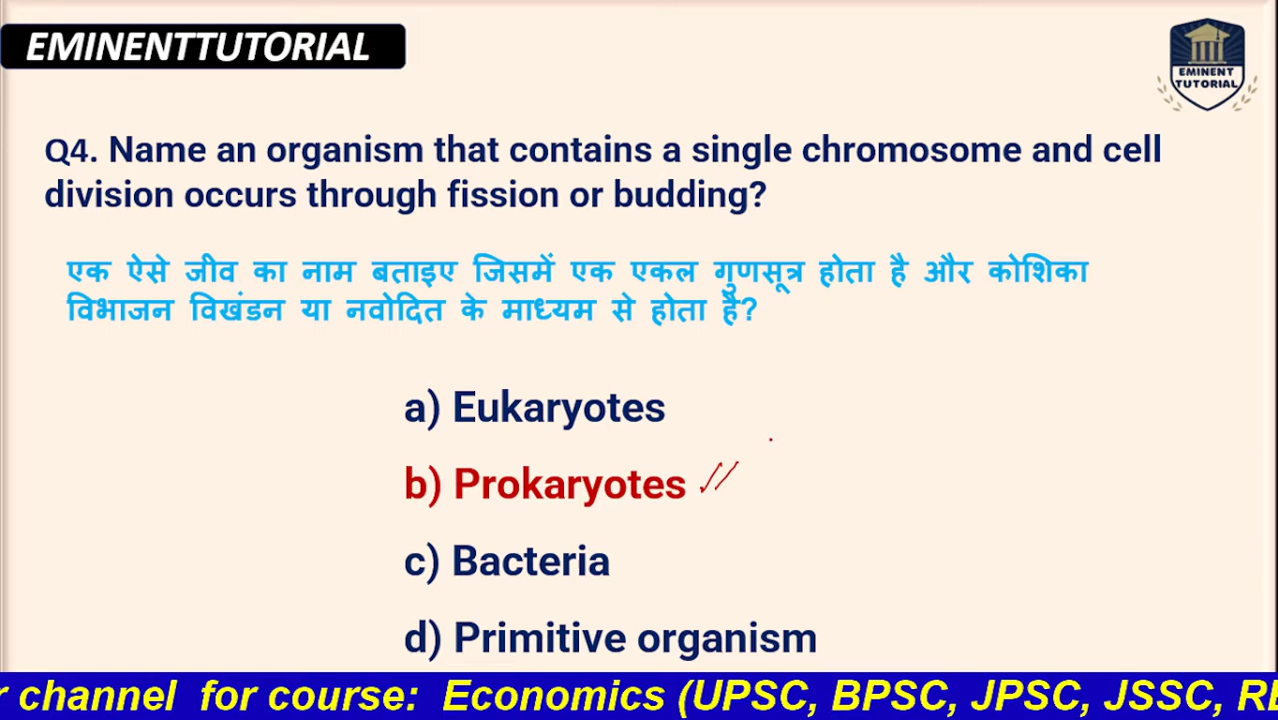 EMINENTTUTORIAL
EMINENT
TUTORIAL
Q4. Name an organism that contains a single chromosome and cell
division occurs through fission or budding?
एक ऐसे जीव का नाम बताइए जिसमें एक एकल गुणसूत्र होता है और कोशिका
विभाजन विखंडन या नवोदित के माध्यम से होता है?
a) Eukaryotes
b) Prokaryotes
c) Bacteria
d) Primitive organism
r channel for course: Economics (UPSC, BPSC, JPSC, JSSC, RE